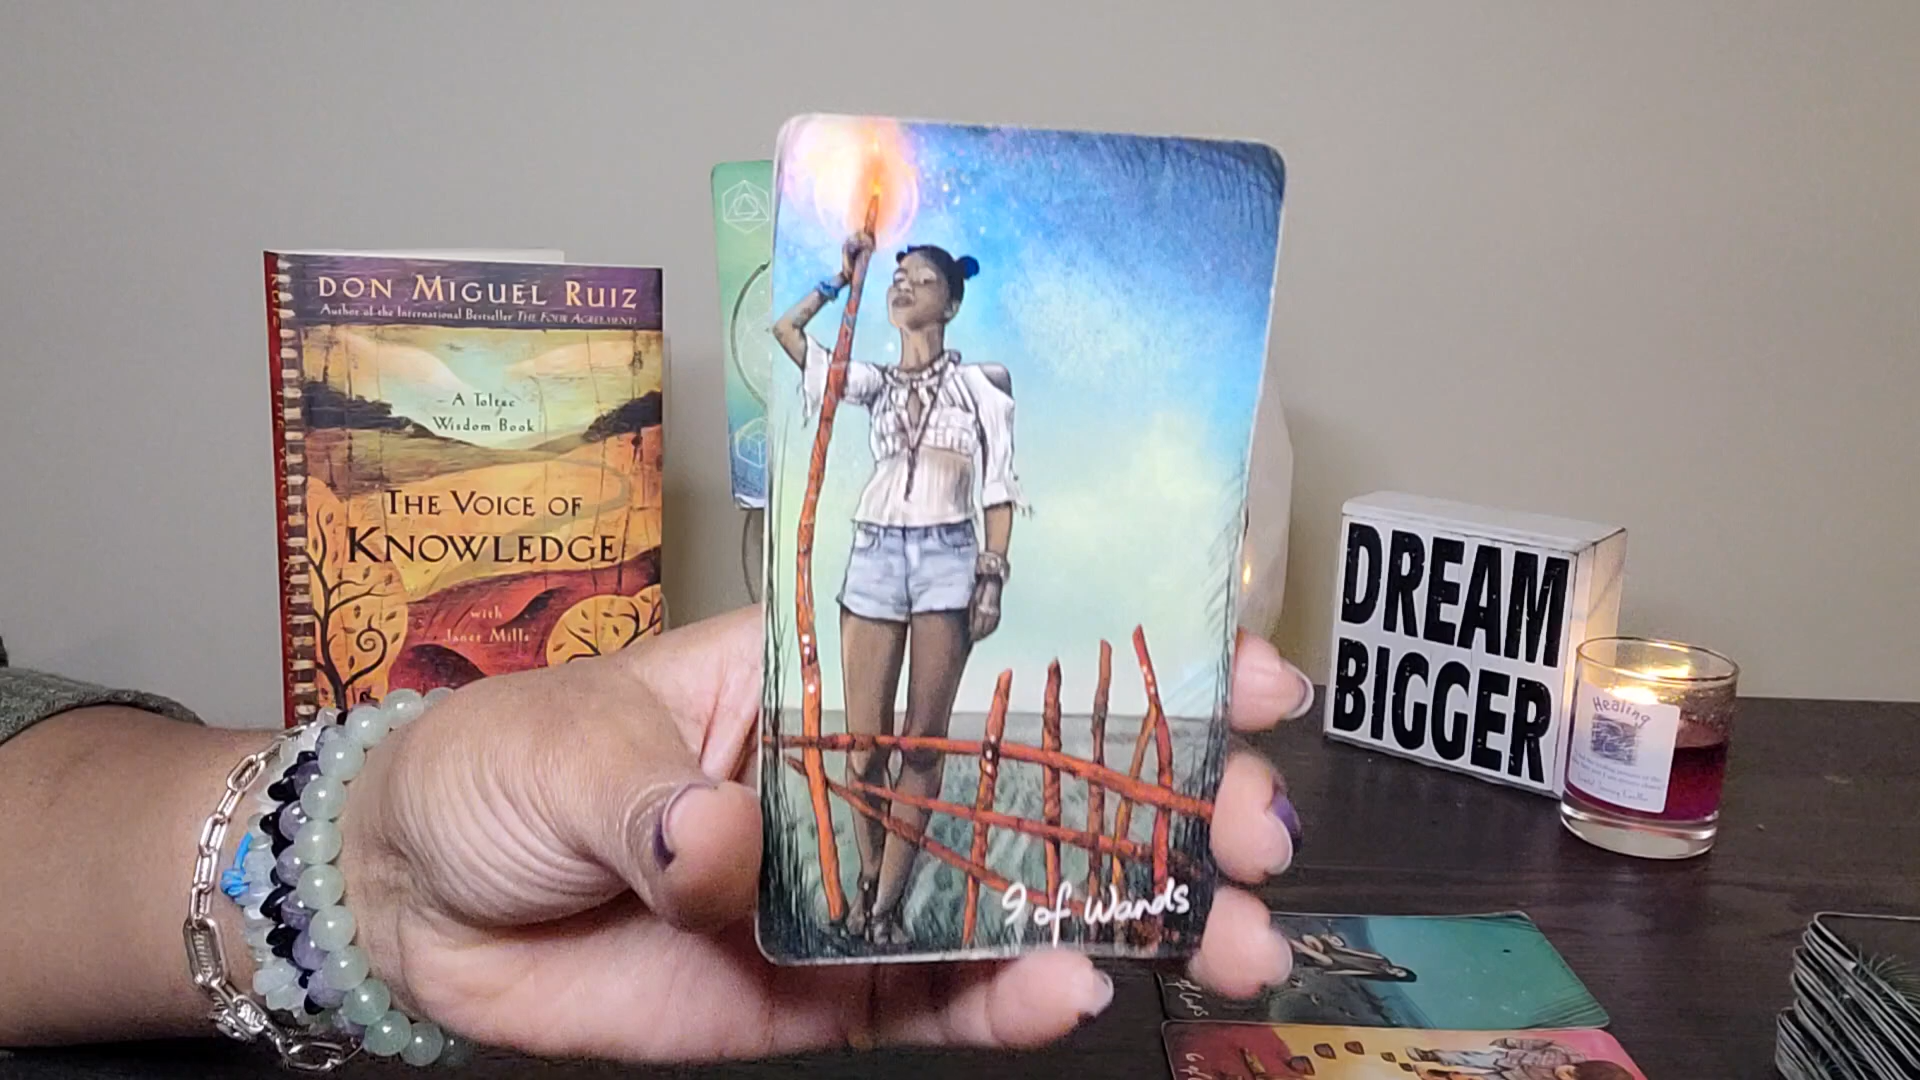 DON MIGUEL RUIZ
Author of the International Bestseller THE FOUR AGREEMENTS
A Toltec
Wisdom Book
THE VOICE OF
KNOWLEDGE
with
Janet Mills
9 of Wands
DREAM
BIGGER
Healing